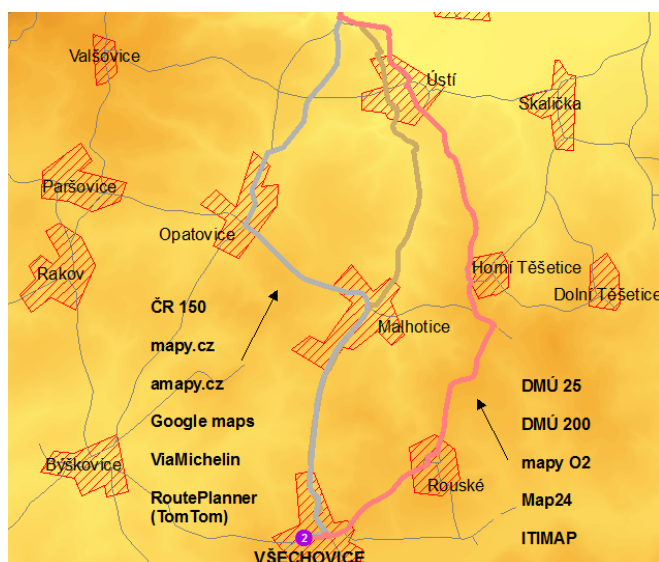 Valšovice
Ústí
Skalička
Paršovice
Opatovice
Rakov
Horní Těšetice
Dolní Těšetice
ČR 150
mapy.cz
amapy.cz
Google maps
ViaMichelin
RoutePlanner
(TomTom)
Malhotice
DMÚ 25
DMÚ 200
mapy O2
Map24
ITIMAP
Býškovice
Rouské
2
VŠECHOVICE